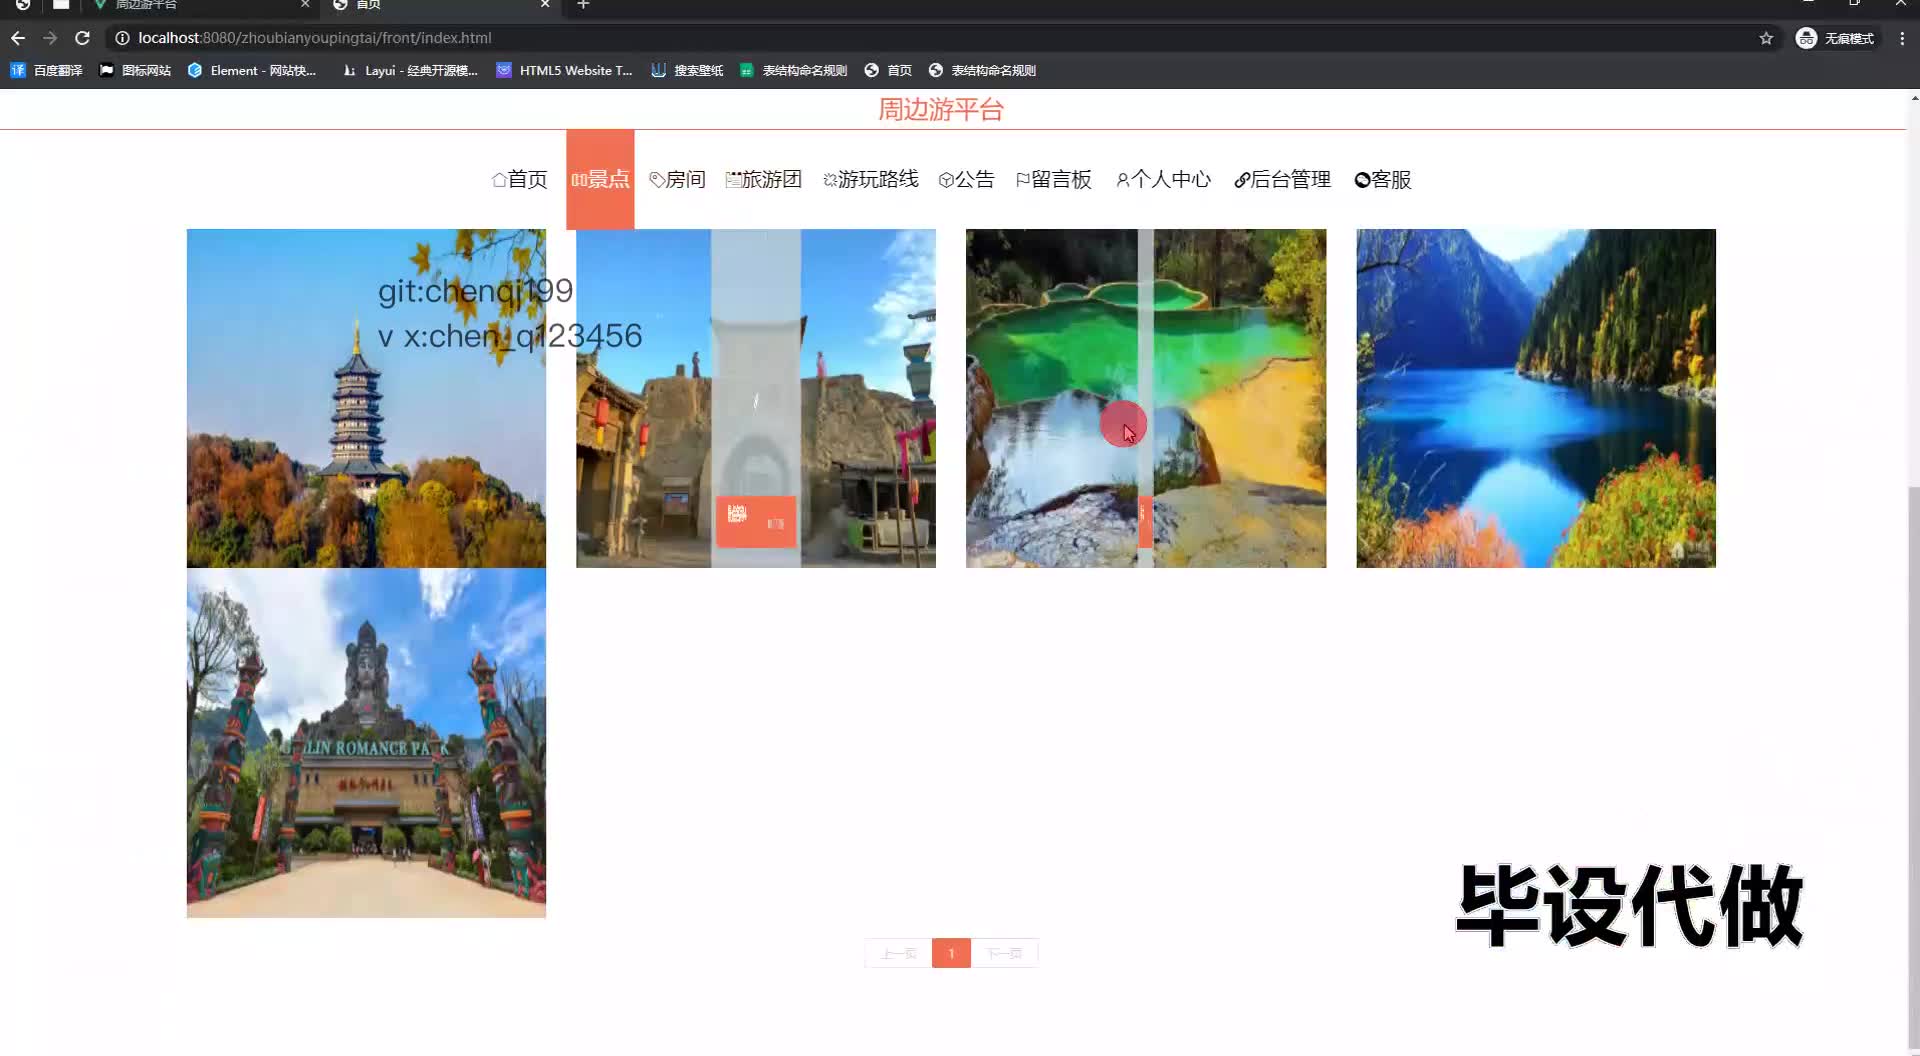 周边游平台
首页
localhost:8080/zhoubianyoupingtai/front/index.html
无痕模式
百度翻译
图标网站
Element - 网站快...
Layui - 经典开源模...
HTML5 Website T...
搜索壁纸
表结构命名规则
首页
表结构命名规则
周边游平台
首页
景点
房间
旅游团
游玩路线
公告
留言板
个人中心
后台管理
客服
git:chenqj199
v x:chen_q123456
LIN ROMANCE PA
毕设代做
上一页
1
下一页